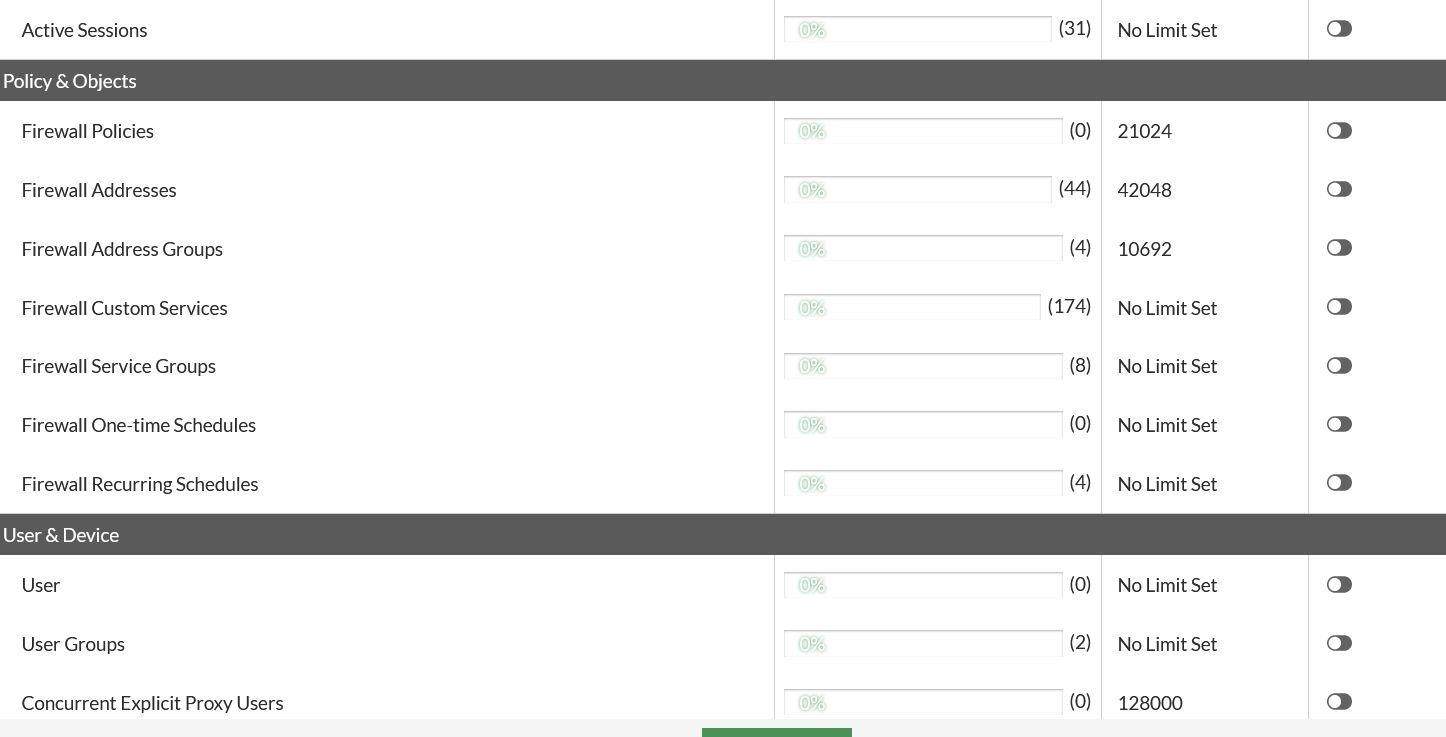 Active Sessions 0% (31) No Limit Set
Policy & Objects
Firewall Policies 0% (0) 21024
Firewall Addresses 0% (44) 42048
Firewall Address Groups 0% (4) 10692
Firewall Custom Services 0% (174) No Limit Set
Firewall Service Groups 0% (8) No Limit Set
Firewall One-time Schedules 0% (0) No Limit Set
Firewall Recurring Schedules 0% (4) No Limit Set
User & Device
User 0% (0) No Limit Set
User Groups 0% (2) No Limit Set
Concurrent Explicit Proxy Users 0% (0) 128000